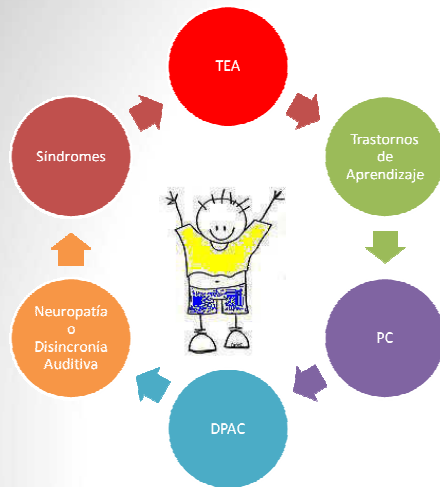 TEA
Trastornos
de
Aprendizaje
PC
DPAC
Neuropatía
o
Disincronía
Auditiva
Síndromes